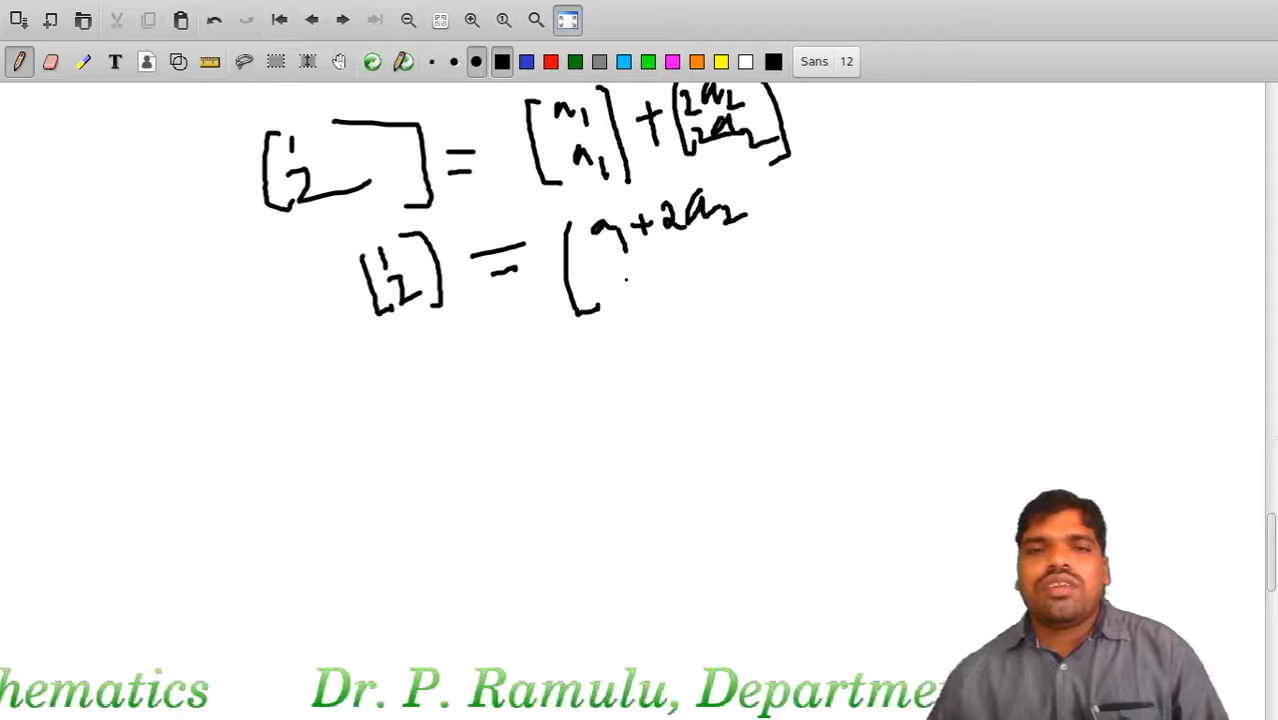 Sans 12
[1 2] = [a1 a1] + [2a2 2a2]
[1 2] = [a1 + 2a2
hematics Dr. P. Ramulu, Departme